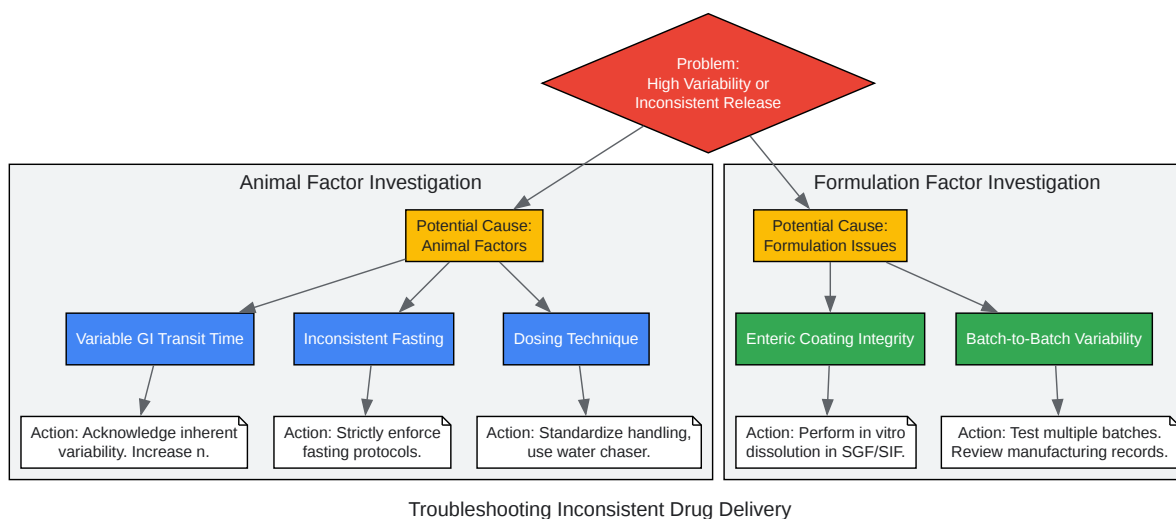 Problem:
High Variability or
Inconsistent Release
Animal Factor Investigation
Formulation Factor Investigation
Potential Cause:
Animal Factors
Potential Cause:
Formulation Issues
Variable GI Transit Time
Inconsistent Fasting
Dosing Technique
Enteric Coating Integrity
Batch-to-Batch Variability
Action: Acknowledge inherent
variability. Increase n.
Action: Strictly enforce
fasting protocols.
Action: Standardize handling,
use water chaser.
Action: Perform in vitro
dissolution in SGF/SIF.
Action: Test multiple batches.
Review manufacturing records.
Troubleshooting Inconsistent Drug Delivery